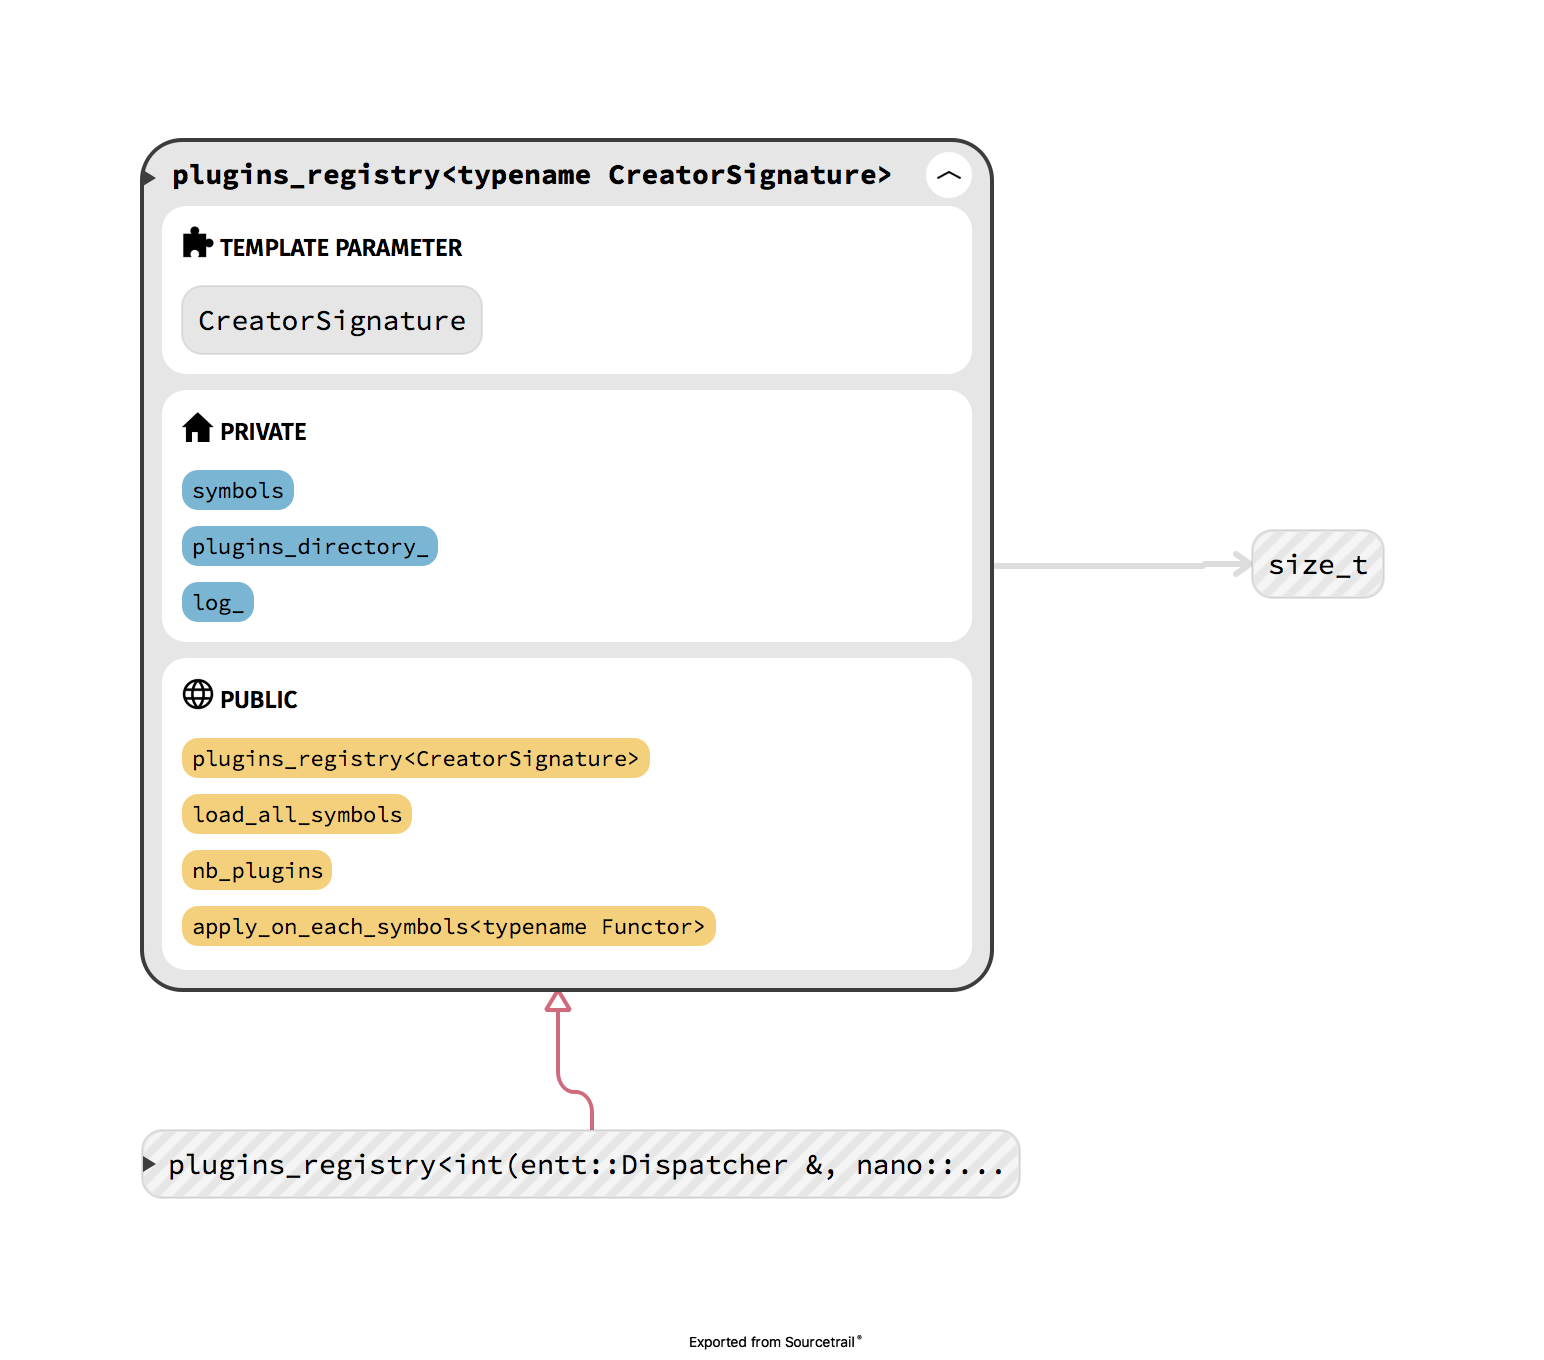 plugins_registry<typename CreatorSignature>
TEMPLATE PARAMETER
CreatorSignature
PRIVATE
symbols
plugins_directory_
log_
size_t
PUBLIC
plugins_registry<CreatorSignature>
load_all_symbols
nb_plugins
apply_on_each_symbols<typename Functor>
plugins_registry<int(entt::Dispatcher &, nano::...
Exported from Sourcetrail®